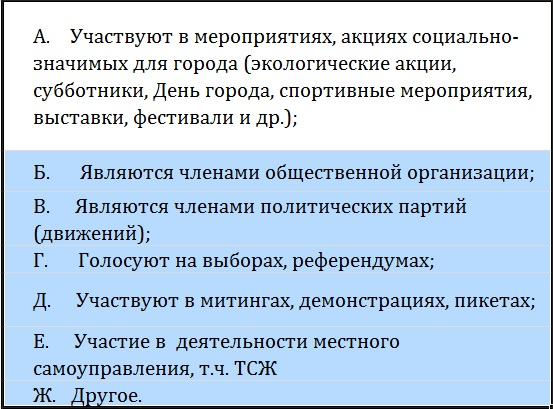 А. Участвуют в мероприятиях, акциях социально-
значимых для города (экологические акции,
субботники, День города, спортивные мероприятия,
выставки, фестивали и др.);
Б. Являются членами общественной организации;
В. Являются членами политических партий
(движений);
Г. Голосуют на выборах, референдумах;
Д. Участвуют в митингах, демонстрациях, пикетах;
Е. Участие в деятельности местного
самоуправления, т.ч. ТСЖ
Ж. Другое.